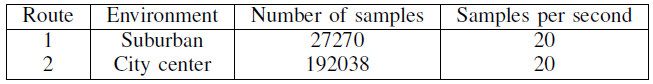 Route Environment Number of samples Samples per second
1 Suburban 27270 20
2 City center 192038 20